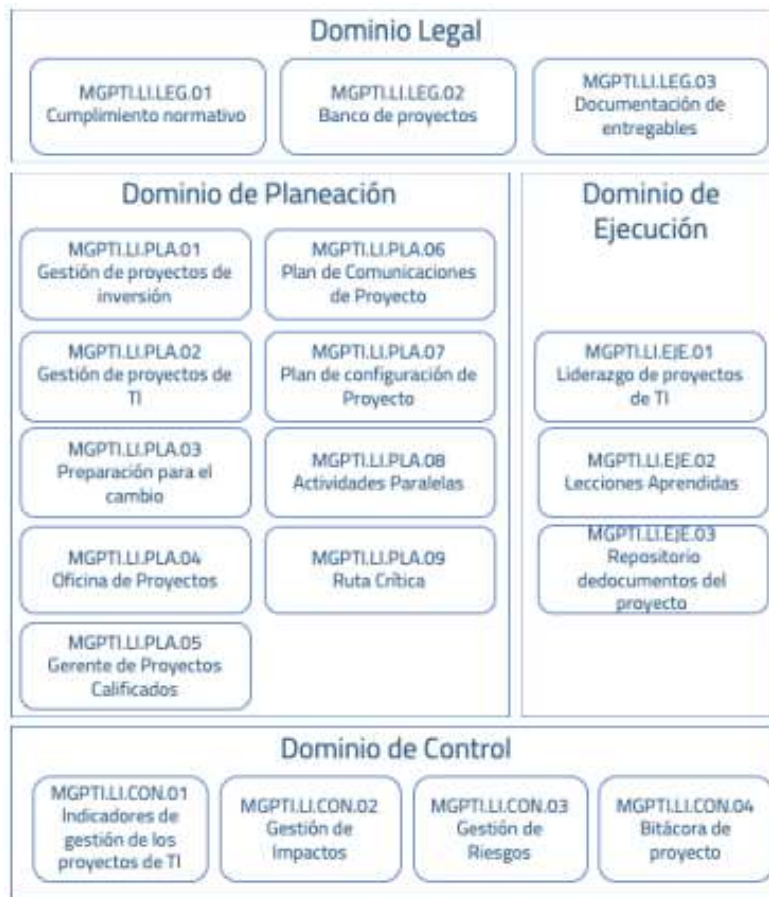 Dominio Legal
MGPTI.LI.LEG.01
Cumplimiento normativo
MGPTI.LI.LEG.02
Banco de proyectos
MGPTI.LI.LEG.03
Documentación de
entregables
Dominio de Planeación
MGPTI.LI.PLA.01
Gestión de proyectos de
inversión
MGPTI.LI.PLA.06
Plan de Comunicaciones
de Proyecto
MGPTI.LI.PLA.02
Gestión de proyectos de
TI
MGPTI.LI.PLA.07
Plan de configuración de
Proyecto
MGPTI.LI.PLA.03
Preparación para el
cambio
MGPTI.LI.PLA.08
Actividades Paralelas
MGPTI.LI.PLA.04
Oficina de Proyectos
MGPTI.LI.PLA.09
Ruta Crítica
MGPTI.LI.PLA.05
Gerente de Proyectos
Calificados
Dominio de
Ejecución
MGPTI.LI.EJE.01
Liderazgo de proyectos
de TI
MGPTI.LI.EJE.02
Lecciones Aprendidas
MGPTI.LI.EJE.03
Repositorio
dedocumentos del
proyecto
Dominio de Control
MGPTI.LI.CON.01
Indicadores de
gestión de los
proyectos de TI
MGPTI.LI.CON.02
Gestión de
Impactos
MGPTI.LI.CON.03
Gestión de
Riesgos
MGPTI.LI.CON.04
Bitácora de
proyecto